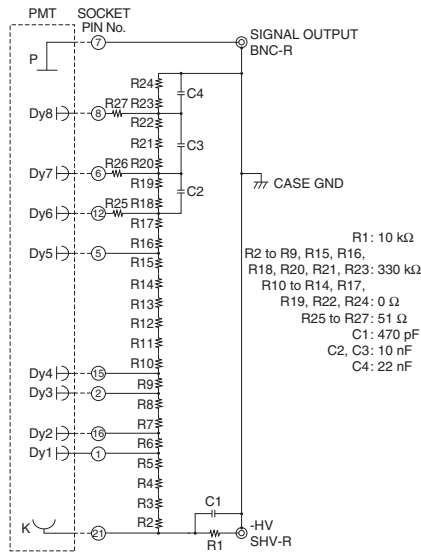 PMT
SOCKET
PIN No.
P
7
SIGNAL OUTPUT
BNC-R
R24
C4
R27 R23
Dy8
8
R22
R21
C3
R26 R20
Dy7
6
R19
C2
CASE GND
R25 R18
Dy6
12
R17
R16
Dy5
5
R15
R14
R13
R12
R11
R10
Dy4
15
R9
Dy3
2
R8
R7
Dy2
16
R6
Dy1
1
R5
R4
R3
C1
K
21
R2
R1
-HV
SHV-R
R1: 10 kΩ
R2 to R9, R15, R16,
R18, R20, R21, R23: 330 kΩ
R10 to R14, R17,
R19, R22, R24: 0 Ω
R25 to R27: 51 Ω
C1: 470 pF
C2, C3: 10 nF
C4: 22 nF